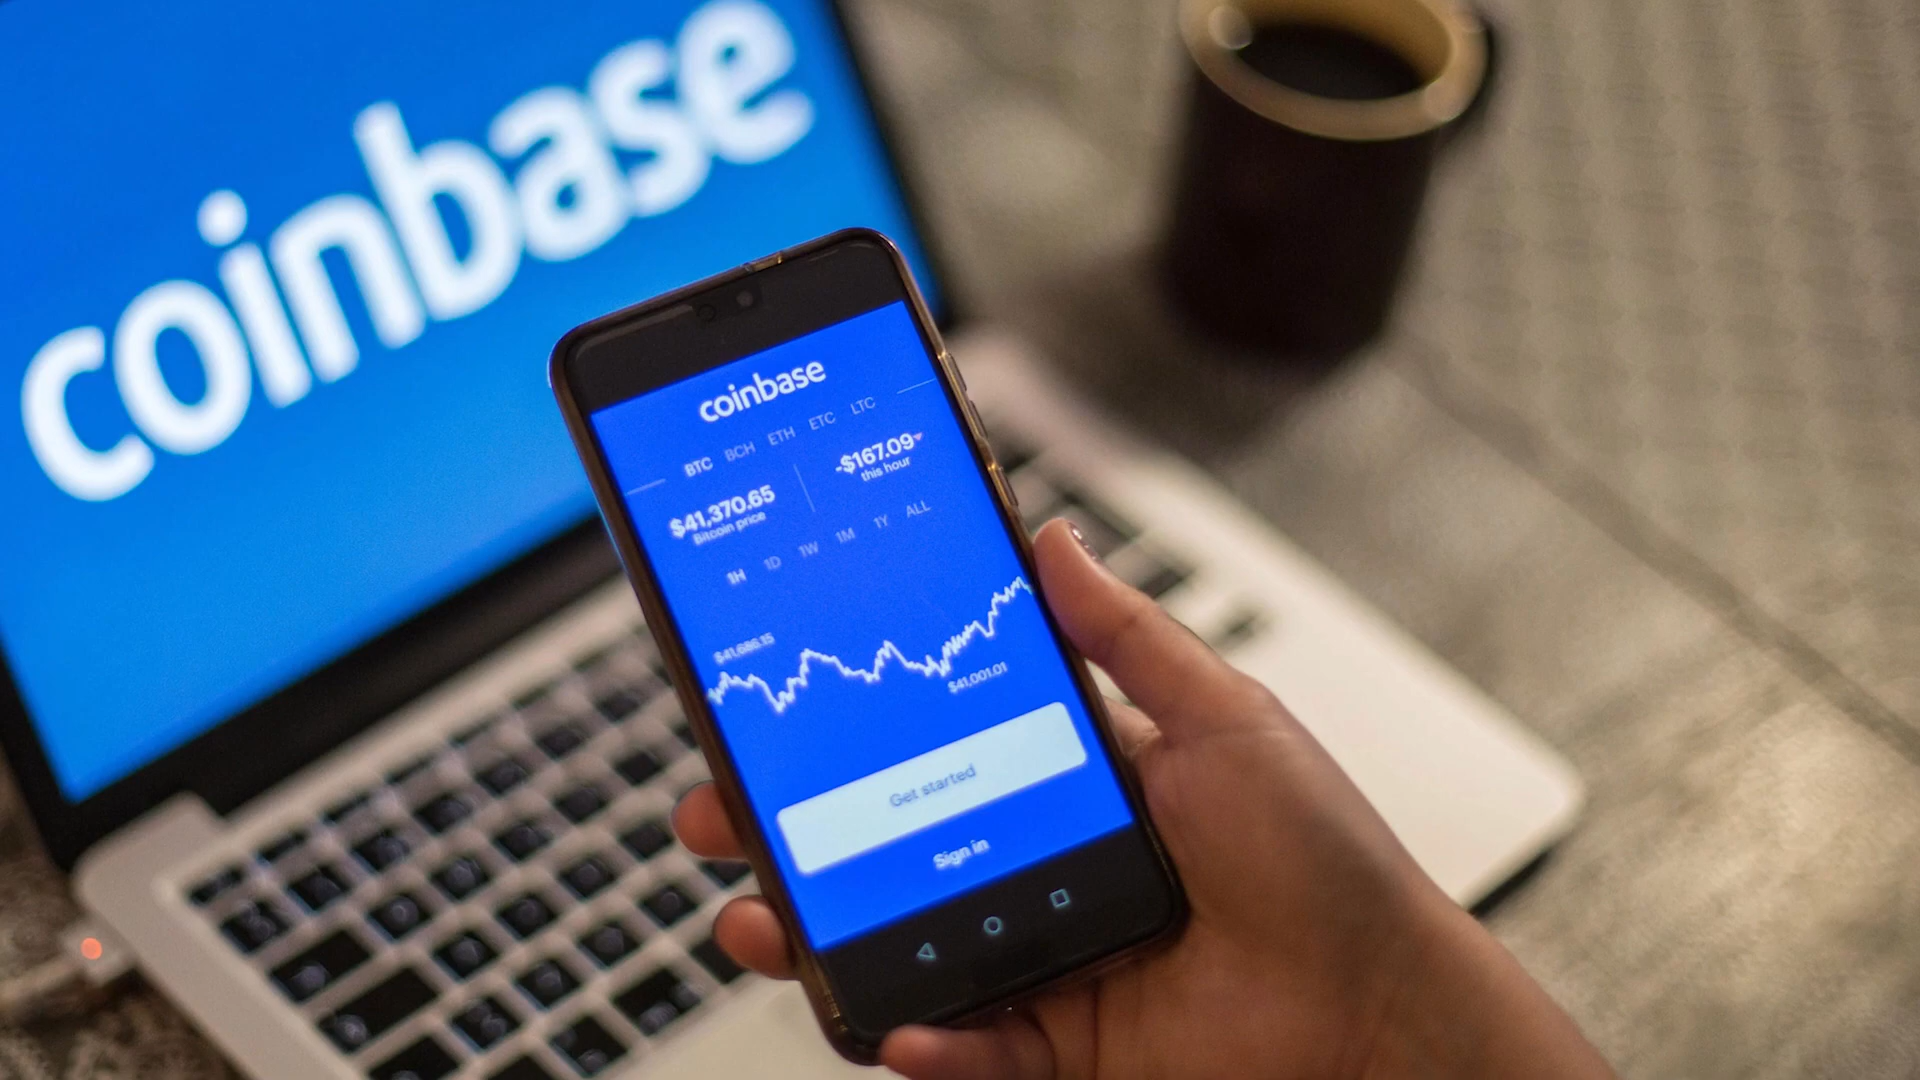 coinbase
coinbase
BTC BCH ETH ETC LTC
$41,370.65
Bitcoin price
-$167.09
this hour
1H 1D 1W 1M 1Y ALL
$41,686.15
$41,001.01
Get started
Sign in